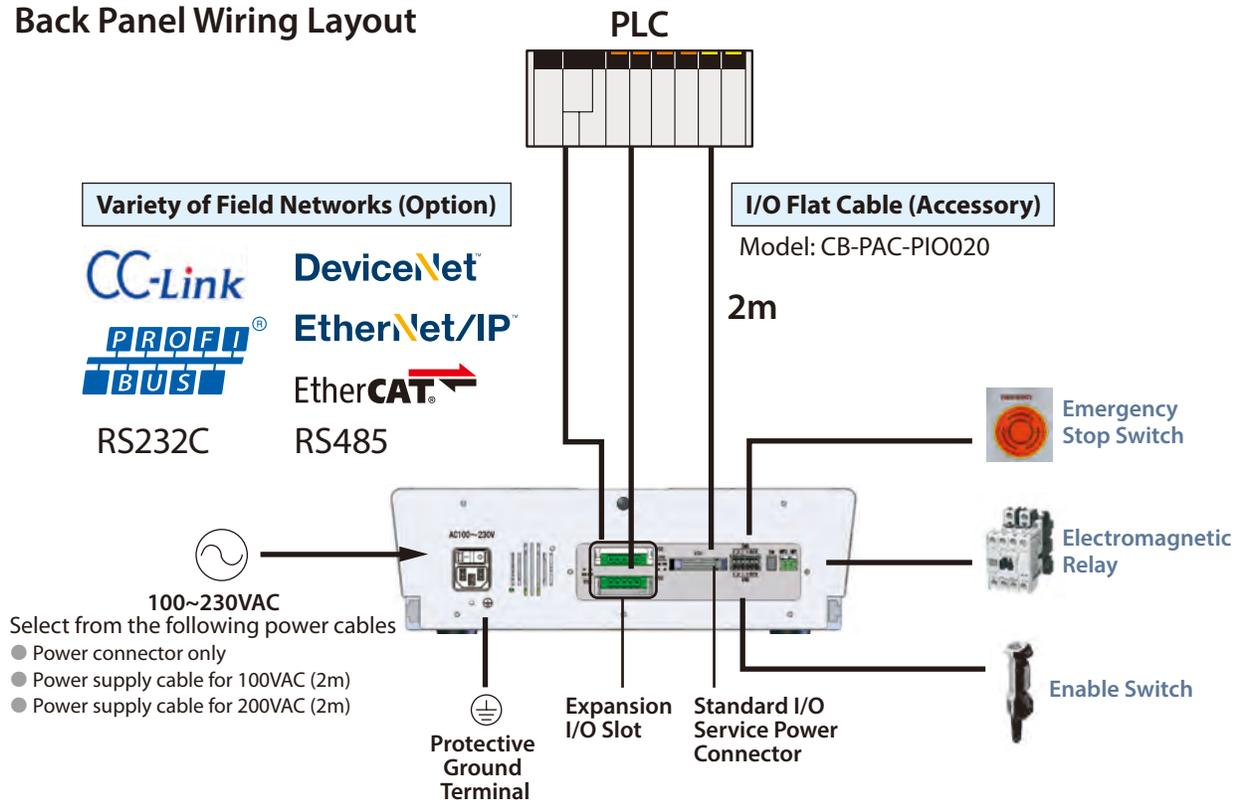 Back Panel Wiring Layout
PLC
Variety of Field Networks (Option)
I/O Flat Cable (Accessory)
Model: CB-PAC-PIO020
CC-Link
DeviceNet™
2m
PROFI®
BUS
EtherNet/IP™
EtherCAT®
RS232C
RS485
Emergency
Stop Switch
AC100~230V
Electromagnetic
Relay
100~230VAC
Select from the following power cables
● Power connector only
● Power supply cable for 100VAC (2m)
● Power supply cable for 200VAC (2m)
Enable Switch
Expansion
I/O Slot
Standard I/O
Service Power
Connector
Protective
Ground
Terminal